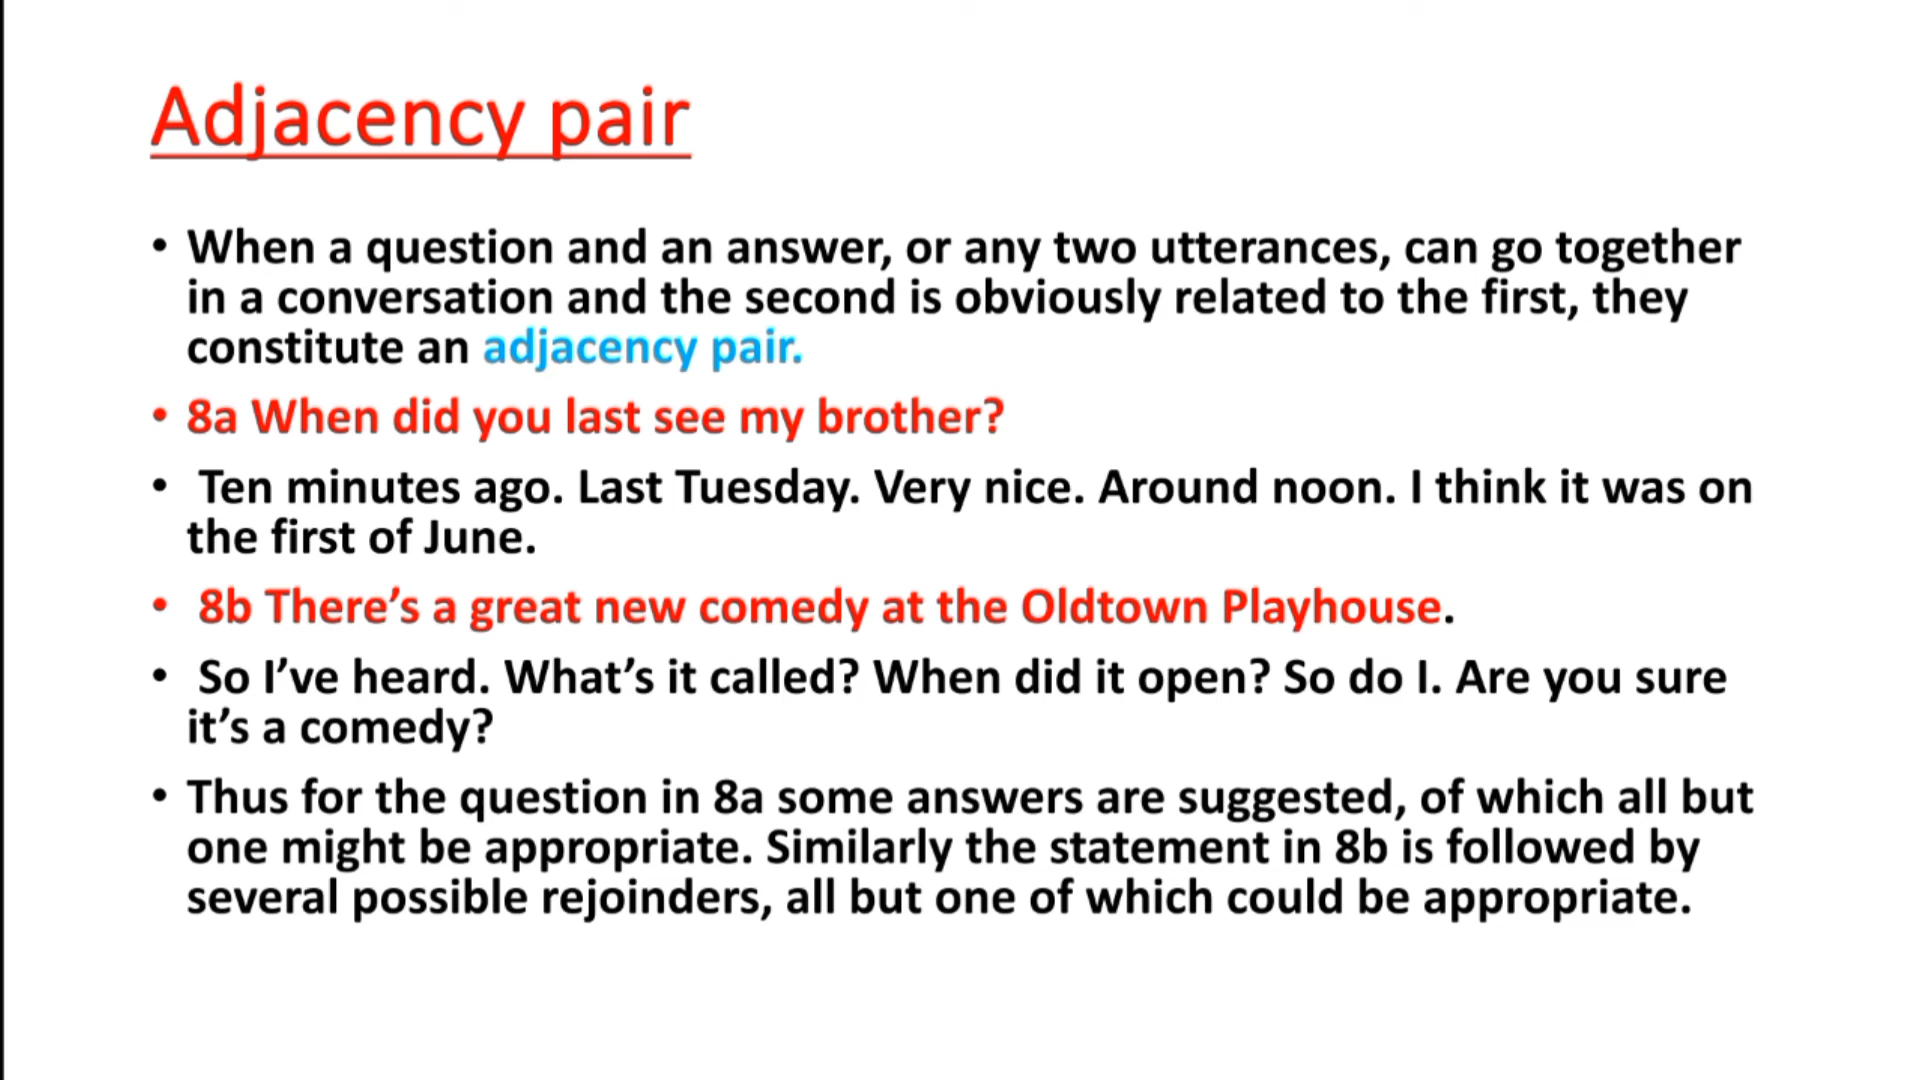 Adjacency pair
• When a question and an answer, or any two utterances, can go together
in a conversation and the second is obviously related to the first, they
constitute an adjacency pair.
• 8a When did you last see my brother?
• Ten minutes ago. Last Tuesday. Very nice. Around noon. I think it was on
the first of June.
• 8b There’s a great new comedy at the Oldtown Playhouse.
• So I’ve heard. What’s it called? When did it open? So do I. Are you sure
it’s a comedy?
• Thus for the question in 8a some answers are suggested, of which all but
one might be appropriate. Similarly the statement in 8b is followed by
several possible rejoinders, all but one of which could be appropriate.